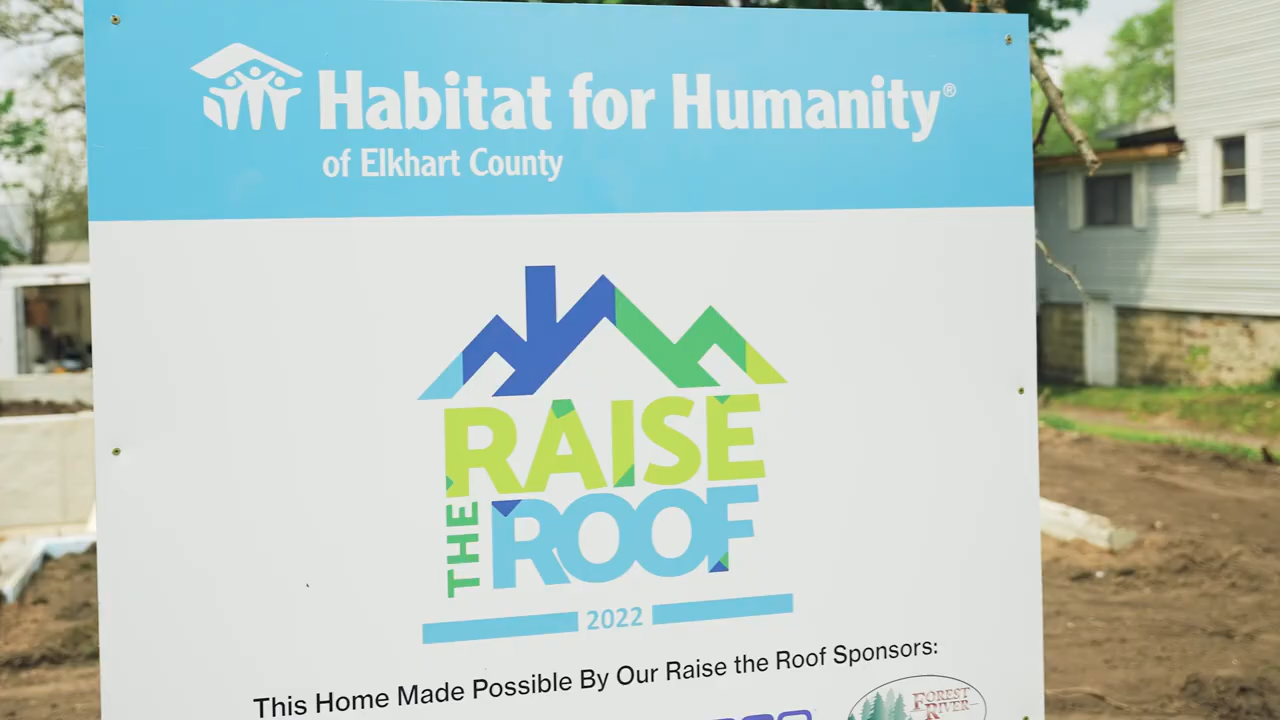 Habitat for Humanity®
of Elkhart County
RAISE
THE ROOF
2022
This Home Made Possible By Our Raise the Roof Sponsors:
FOREST
RIVER